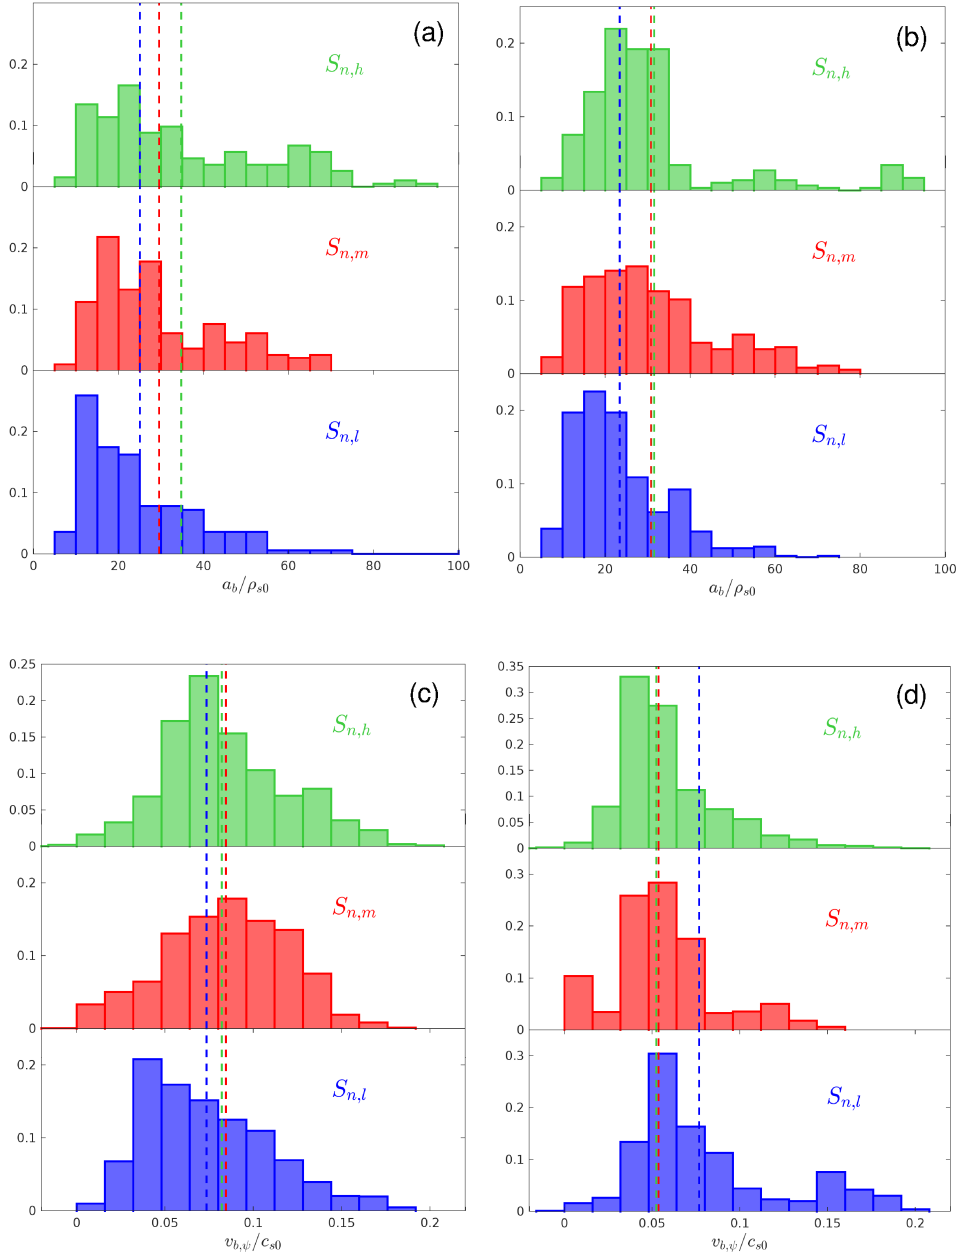 (a)
S_{n,h}
0.2
0.1
0
S_{n,m}
0.2
0.1
0
S_{n,l}
0.2
0.1
0
0 20 40 60 80 100
a_b/ρ_{s0}
(b)
S_{n,h}
0.2
0.1
0
S_{n,m}
0.2
0.1
0
S_{n,l}
0.2
0.1
0
0 20 40 60 80 100
a_b/ρ_{s0}
(c)
S_{n,h}
0.25
0.2
0.15
0.1
0.05
0
S_{n,m}
0.2
0.1
0
S_{n,l}
0.2
0.1
0
0 0.05 0.1 0.15 0.2
v_{b,ψ}/c_{s0}
(d)
S_{n,h}
0.35
0.3
0.25
0.2
0.15
0.1
0.05
0
S_{n,m}
0.3
0.2
0.1
0
S_{n,l}
0.3
0.2
0.1
0
0 0.05 0.1 0.15 0.2
v_{b,ψ}/c_{s0}